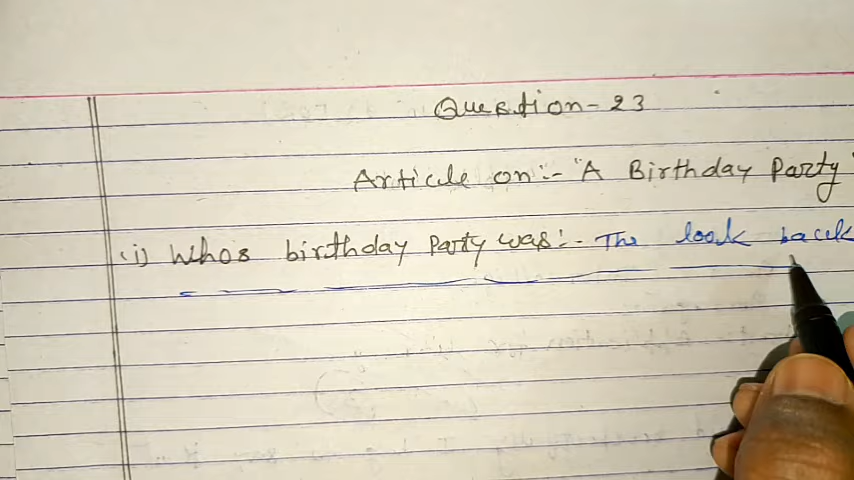 Question-23
Article on:- "A Birthday Party"
(i) Whos birthday Party was:- The look back